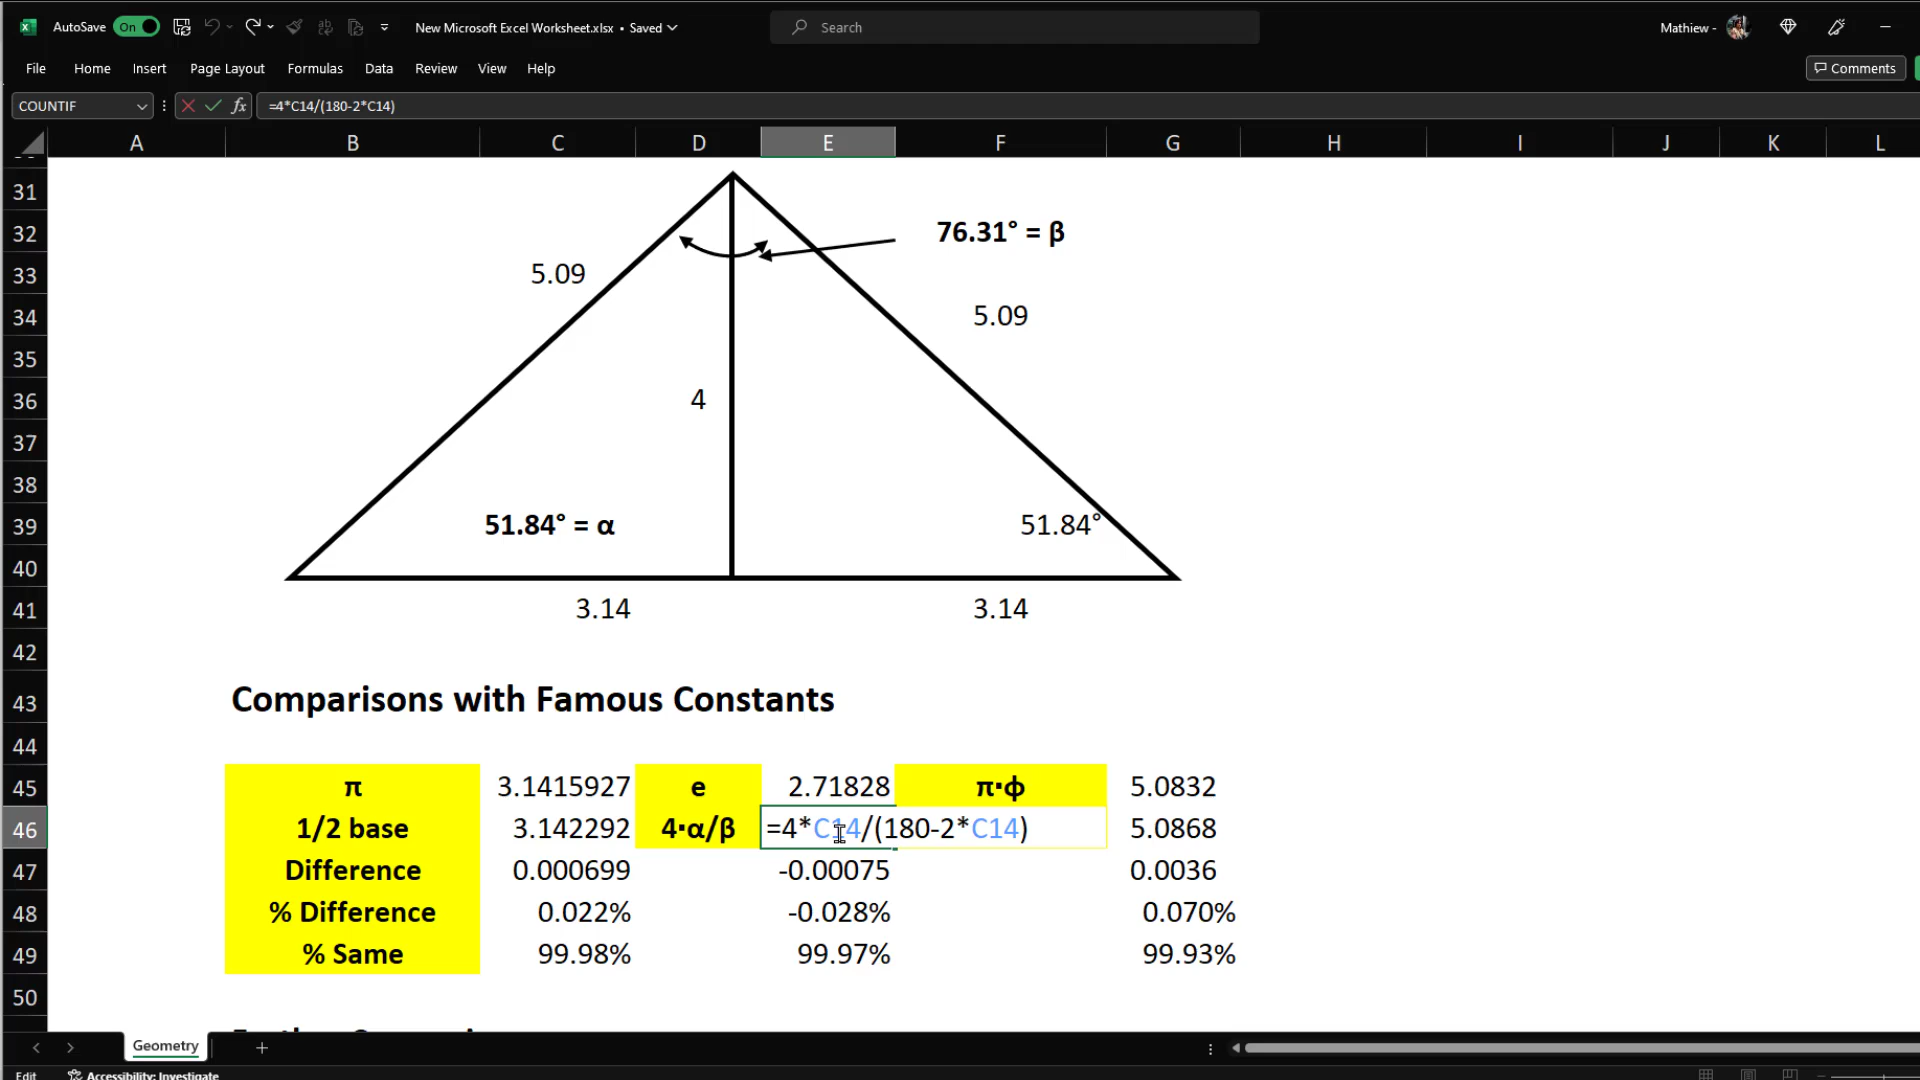 AutoSave On New Microsoft Excel Worksheet.xlsx • Saved Search Mathiew -
File Home Insert Page Layout Formulas Data Review View Help Comments
COUNTIF fx =4*C14/(180-2*C14)
A B C D E F G H I J K L
31
32 76.31° = β
33 5.09
34 5.09
35
36 4
37
38
39 51.84° = α 51.84°
40
41 3.14 3.14
42
43 Comparisons with Famous Constants
44
45 π 3.1415927 e 2.71828 π·ϕ 5.0832
46 1/2 base 3.142292 4·α/β =4*C14/(180-2*C14) 5.0868
47 Difference 0.000699 -0.00075 0.0036
48 % Difference 0.022% -0.028% 0.070%
49 % Same 99.98% 99.97% 99.93%
50
Geometry
Edit Accessibility: Investigate